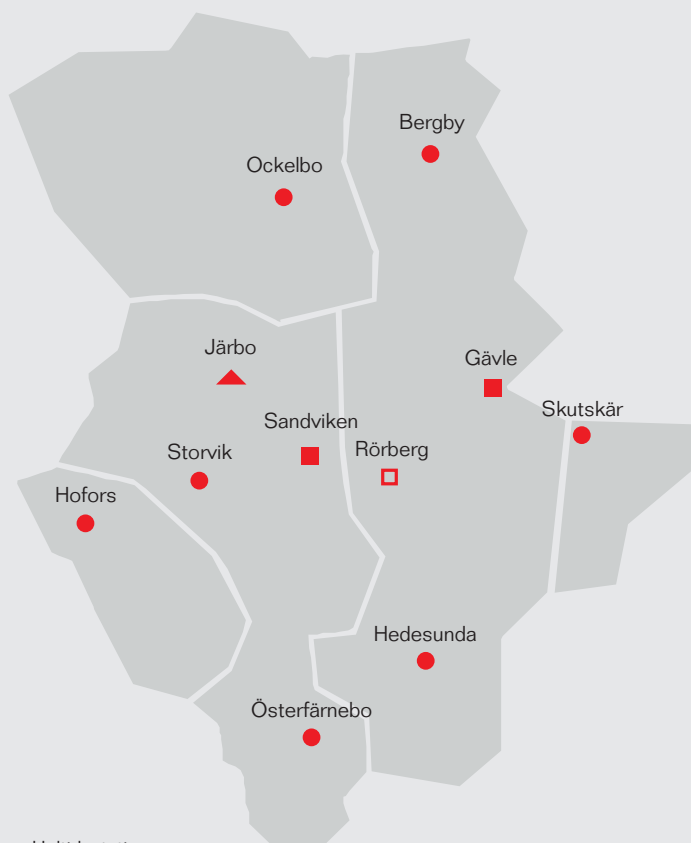 Bergby
Ockelbo
Järbo
Gävle
Skutskär
Sandviken
Rörberg
Storvik
Hofors
Hedesunda
Österfärnebo